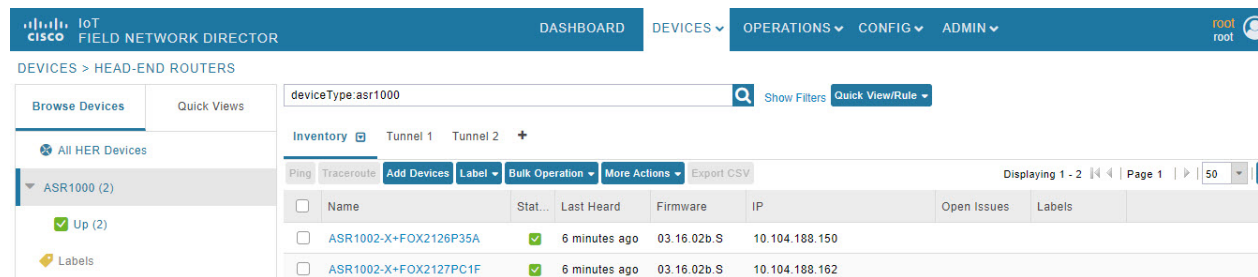 IoT
CISCO FIELD NETWORK DIRECTOR
DASHBOARD DEVICES OPERATIONS CONFIG ADMIN
root
root
DEVICES > HEAD-END ROUTERS
Browse Devices Quick Views
All HER Devices
ASR1000 (2)
Up (2)
Labels
deviceType:asr1000 Show Filters Quick View/Rule
Inventory Tunnel 1 Tunnel 2 +
Ping Traceroute Add Devices Label Bulk Operation More Actions Export CSV Displaying 1 - 2 Page 1 50
Name Stat... Last Heard Firmware IP Open Issues Labels
ASR1002-X+FOX2126P35A 6 minutes ago 03.16.02b.S 10.104.188.150
ASR1002-X+FOX2127PC1F 6 minutes ago 03.16.02b.S 10.104.188.162